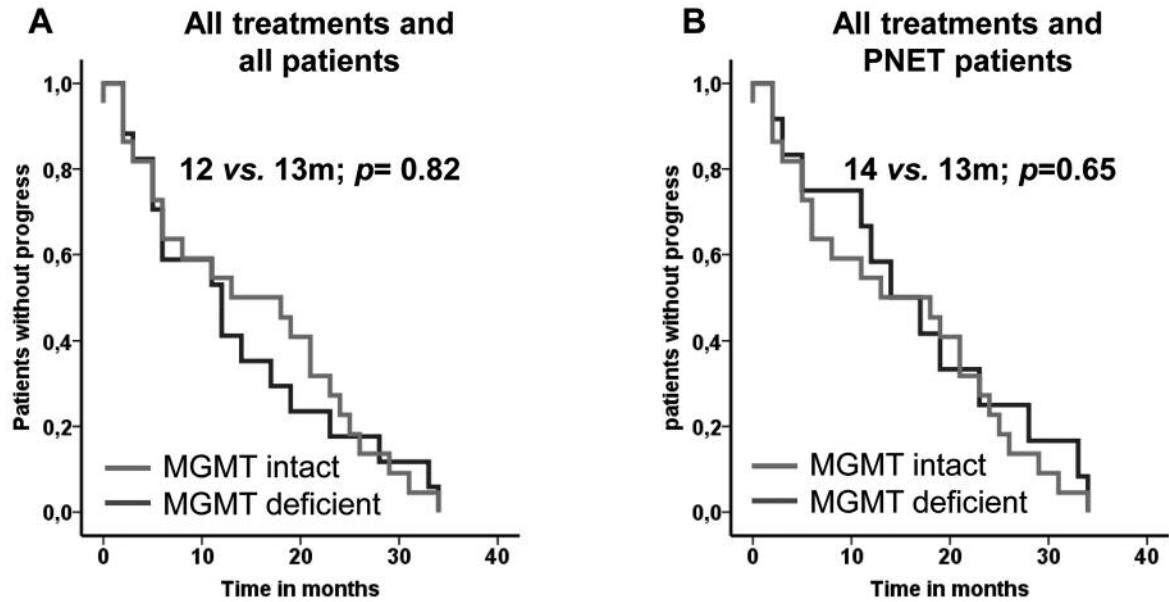 A
All treatments and
all patients
12 vs. 13m; p= 0.82
Patients without progress
1,0
0,8
0,6
0,4
0,2
0,0
MGMT intact
MGMT deficient
0 10 20 30 40
Time in months
B
All treatments and
PNET patients
14 vs. 13m; p=0.65
patients without progress
1,0
0,8
0,6
0,4
0,2
0,0
MGMT intact
MGMT deficient
0 10 20 30 40
Time in months